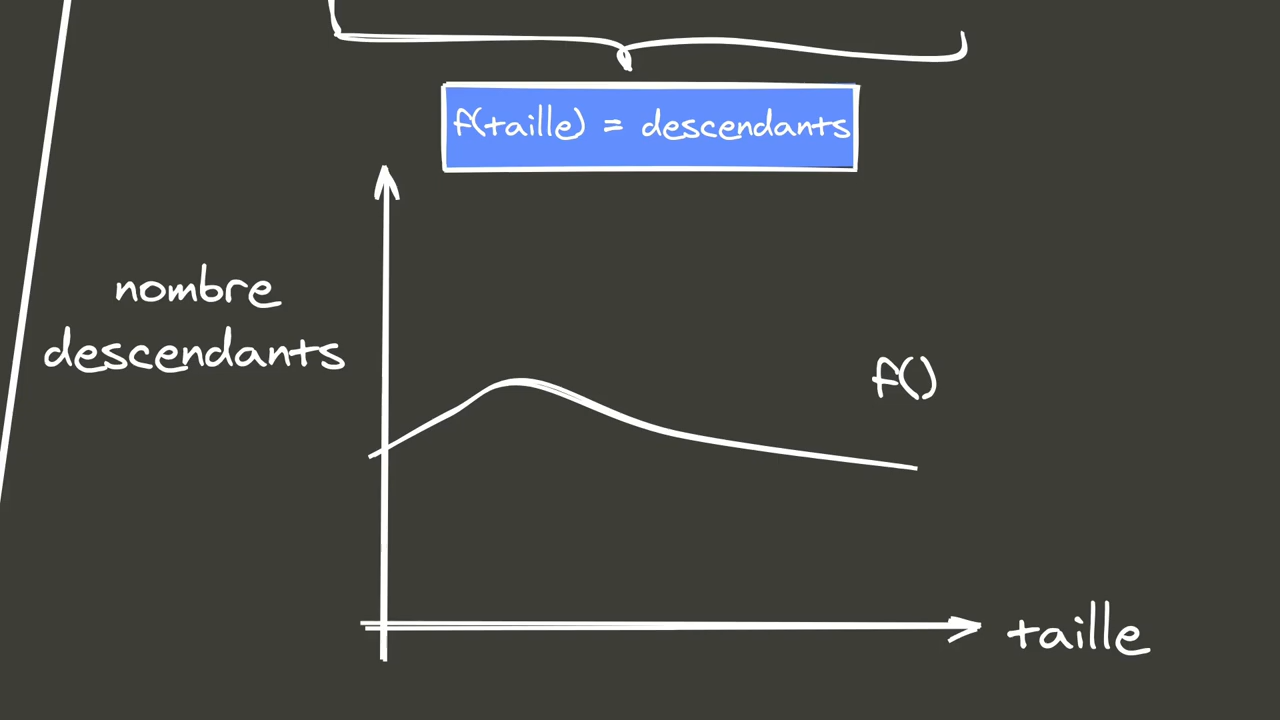 f(taille) = descendants
nombre
descendants
f()
taille